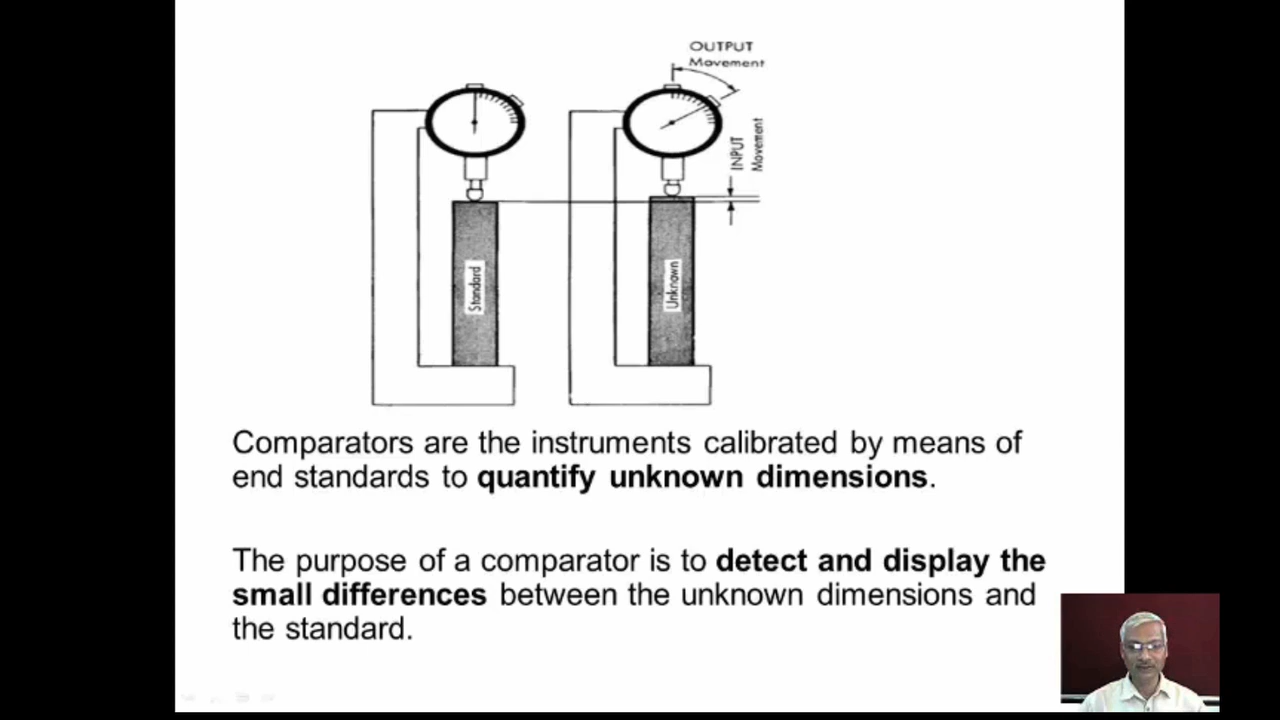 OUTPUT
Movement
INPUT
Movement
Standard
Unknown
Comparators are the instruments calibrated by means of
end standards to quantify unknown dimensions.
The purpose of a comparator is to detect and display the
small differences between the unknown dimensions and
the standard.